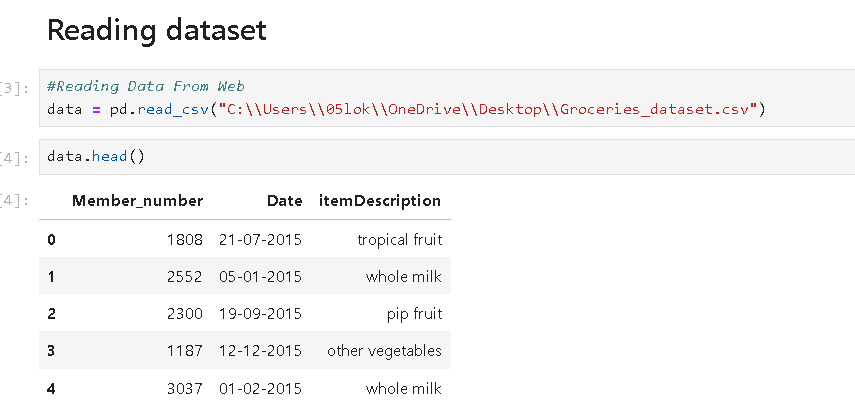 Reading dataset
[3]: #Reading Data From Web
data = pd.read_csv("C:\\Users\\05lok\\OneDrive\\Desktop\\Groceries_dataset.csv")
[4]: data.head()
[4]: Member_number Date itemDescription
0 1808 21-07-2015 tropical fruit
1 2552 05-01-2015 whole milk
2 2300 19-09-2015 pip fruit
3 1187 12-12-2015 other vegetables
4 3037 01-02-2015 whole milk